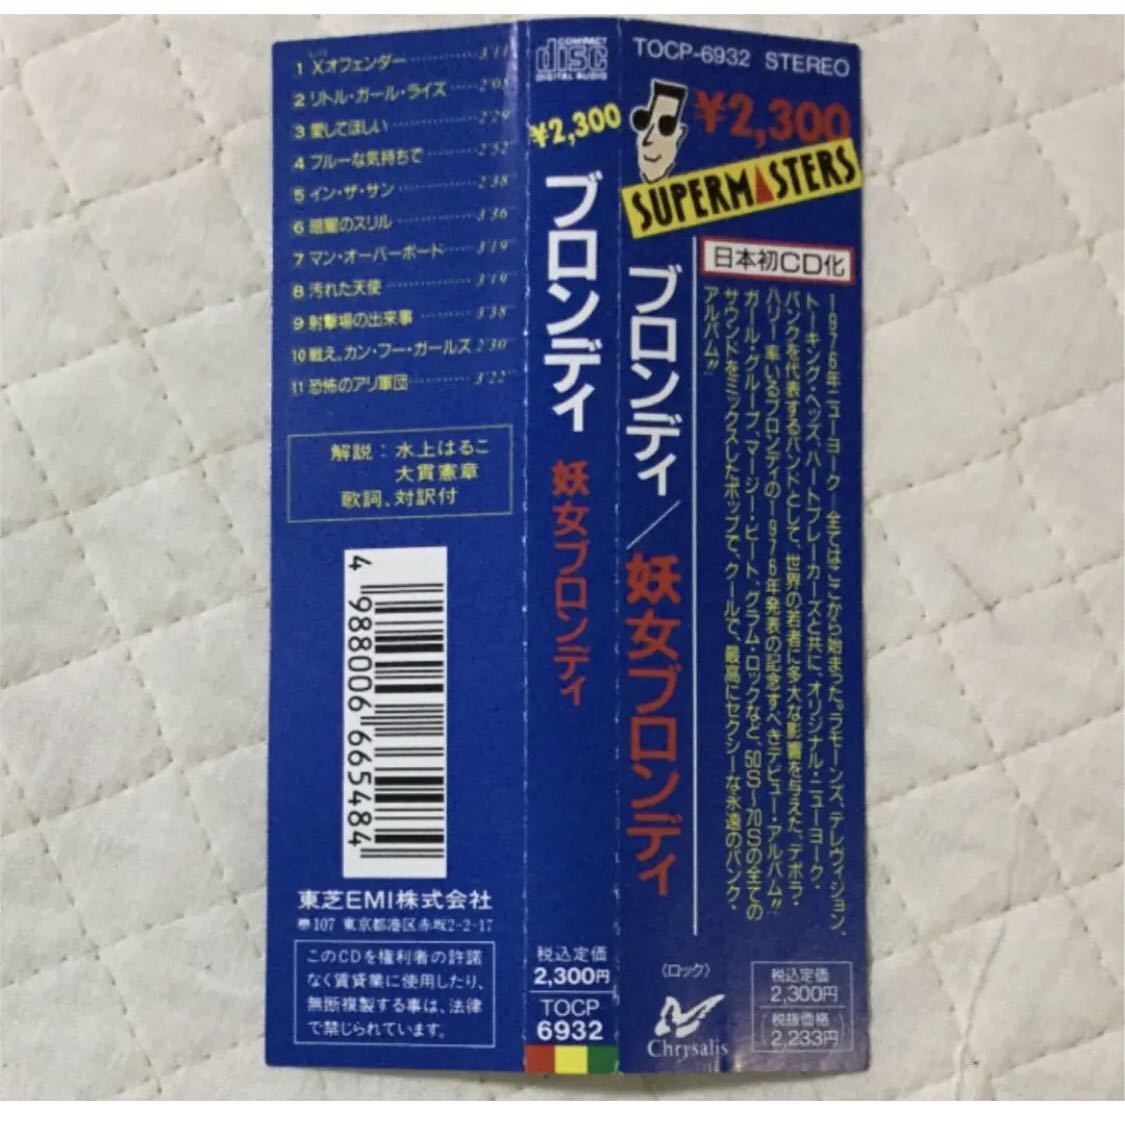 1 Xオフェンダー……………3'11"
2 リトル・ガール・ライズ………2'05"
3 愛してほしい……………2'29"
4 ブルーな気持ちで…………2'52"
5 イン・ザ・サン……………2'38"
6 暗闇のスリル……………3'36"
7 マン・オーバーボード………3'19"
8 汚れた天使……………3'19"
9 射撃場の出来事…………3'38"
10 戦え、カン・フー・ガールズ 2'30"
11 恐怖のアリ軍団…………3'22"
解説：水上はるこ
大貫憲章
歌詞、対訳付
4 988006 665484
東芝EMI株式会社
〒107 東京都港区赤坂2-2-17
このCDを権利者の許諾
なく賃貸業に使用したり、
無断複製する事は、法律
で禁じられています。
COMPACT
disc
DIGITAL AUDIO
¥2,300
ブロンディ
妖女ブロンディ
税込定価
2,300円
TOCP
6932
TOCP-6932 STEREO
¥2,300
SUPERMASTERS
日本初CD化
ブロンディ／妖女ブロンディ
1976年ニューヨーク―全てはここから始まった。ラモーンズ、テレヴィジョン、
トーキング・ヘッズ、ハートブレーカーズと共に、オリジナル・ニューヨーク・
パンクを代表するバンドとして、世界の若者に多大な影響を与えた、デボラ・
ハリー率いるブロンディの1976年発表の記念すべきデビュー・アルバム!!
ガール・グループ、マージー・ビート、グラム・ロックなど、60S〜70Sの全ての
サウンドをミックスしたポップで、クールで、最高にセクシーな永遠のパンク・
アルバム!!
〈ロック〉
Chrysalis
税込定価
2,300円
税抜価格
2,233円